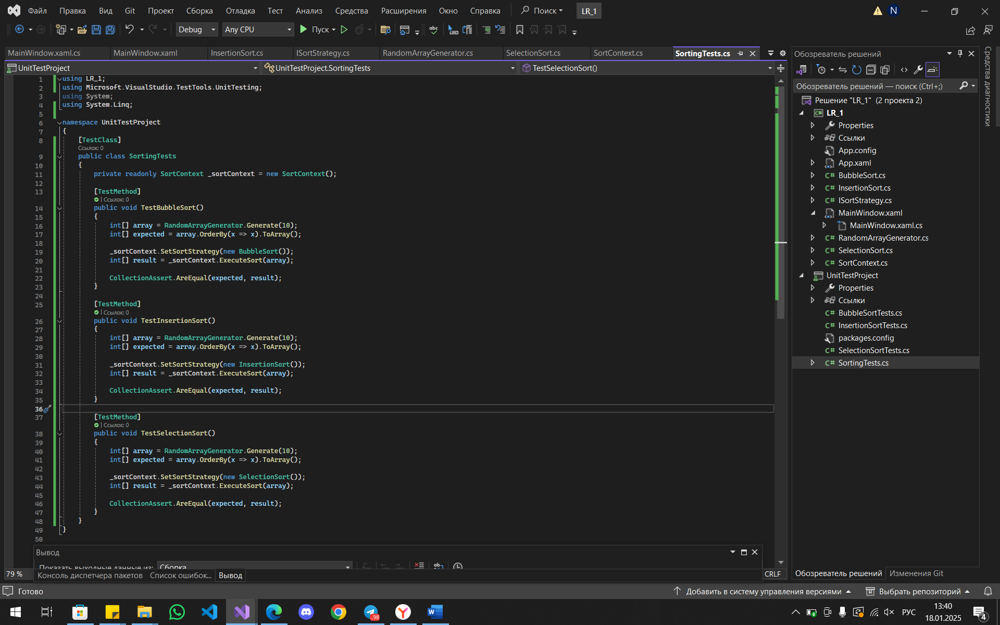 Файл Правка Вид Git Проект Сборка Отладка Тест Анализ Средства Расширения Окно Справка Поиск LR_1 N
Debug Any CPU Пуск
MainWindow.xaml.cs MainWindow.xaml InsertionSort.cs ISortStrategy.cs RandomArrayGenerator.cs SelectionSort.cs SortContext.cs SortingTests.cs
UnitTestProject UnitTestProject.SortingTests TestSelectionSort()
1 using LR_1;
2 using Microsoft.VisualStudio.TestTools.UnitTesting;
3 using System;
4 using System.Linq;
5
6 namespace UnitTestProject
7 {
8 [TestClass]
Ссылок: 0
9 public class SortingTests
10 {
11 private readonly SortContext _sortContext = new SortContext();
12
13 [TestMethod]
| Ссылок: 0
14 public void TestBubbleSort()
15 {
16 int[] array = RandomArrayGenerator.Generate(10);
17 int[] expected = array.OrderBy(x => x).ToArray();
18
19 _sortContext.SetSortStrategy(new BubbleSort());
20 int[] result = _sortContext.ExecuteSort(array);
21
22 CollectionAssert.AreEqual(expected, result);
23 }
24
25 [TestMethod]
| Ссылок: 0
26 public void TestInsertionSort()
27 {
28 int[] array = RandomArrayGenerator.Generate(10);
29 int[] expected = array.OrderBy(x => x).ToArray();
30
31 _sortContext.SetSortStrategy(new InsertionSort());
32 int[] result = _sortContext.ExecuteSort(array);
33
34 CollectionAssert.AreEqual(expected, result);
35 }
36
37 [TestMethod]
| Ссылок: 0
38 public void TestSelectionSort()
39 {
40 int[] array = RandomArrayGenerator.Generate(10);
41 int[] expected = array.OrderBy(x => x).ToArray();
42
43 _sortContext.SetSortStrategy(new SelectionSort());
44 int[] result = _sortContext.ExecuteSort(array);
45
46 CollectionAssert.AreEqual(expected, result);
47 }
48 }
49 }
50
Вывод
Показать выходные данные из: Сборка
79 % CRLF
Консоль диспетчера пакетов Список ошибок... Вывод
Обозреватель решений
Обозреватель решений — поиск (Ctrl+;)
Решение "LR_1" (2 проекта 2)
LR_1
Properties
Ссылки
App.config
App.xaml
C# BubbleSort.cs
C# InsertionSort.cs
C# ISortStrategy.cs
MainWindow.xaml
MainWindow.xaml.cs
C# RandomArrayGenerator.cs
C# SelectionSort.cs
C# SortContext.cs
UnitTestProject
Properties
Ссылки
C# BubbleSortTests.cs
C# InsertionSortTests.cs
packages.config
C# SelectionSortTests.cs
C# SortingTests.cs
Обозреватель решений Изменения Git
Средства диагностики
Готово Добавить в систему управления версиями Выбрать репозиторий
98 РУС 13:40
18.01.2025 4